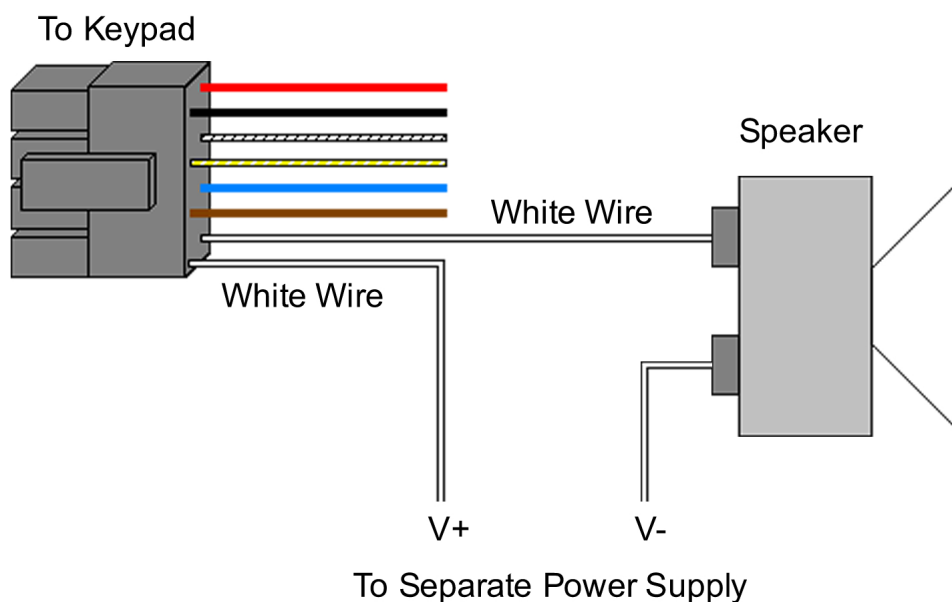 To Keypad
Speaker
White Wire
White Wire
V+
V-
To Separate Power Supply